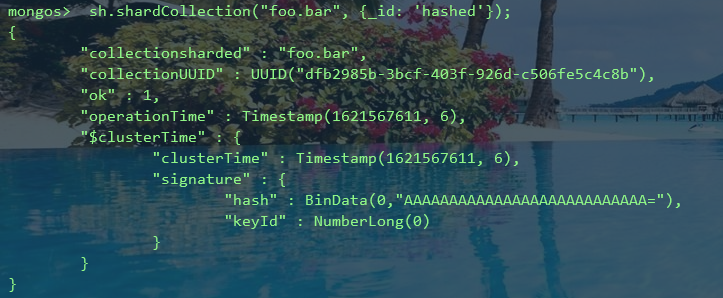 mongos>  sh.shardCollection("foo.bar", {_id: 'hashed'});
{
        "collectionsharded" : "foo.bar",
        "collectionUUID" : UUID("dfb2985b-3bcf-403f-926d-c506fe5c4c8b"),
        "ok" : 1,
        "operationTime" : Timestamp(1621567611, 6),
        "$clusterTime" : {
                "clusterTime" : Timestamp(1621567611, 6),
                "signature" : {
                        "hash" : BinData(0,"AAAAAAAAAAAAAAAAAAAAAAAAAAA="),
                        "keyId" : NumberLong(0)
                }
        }
}